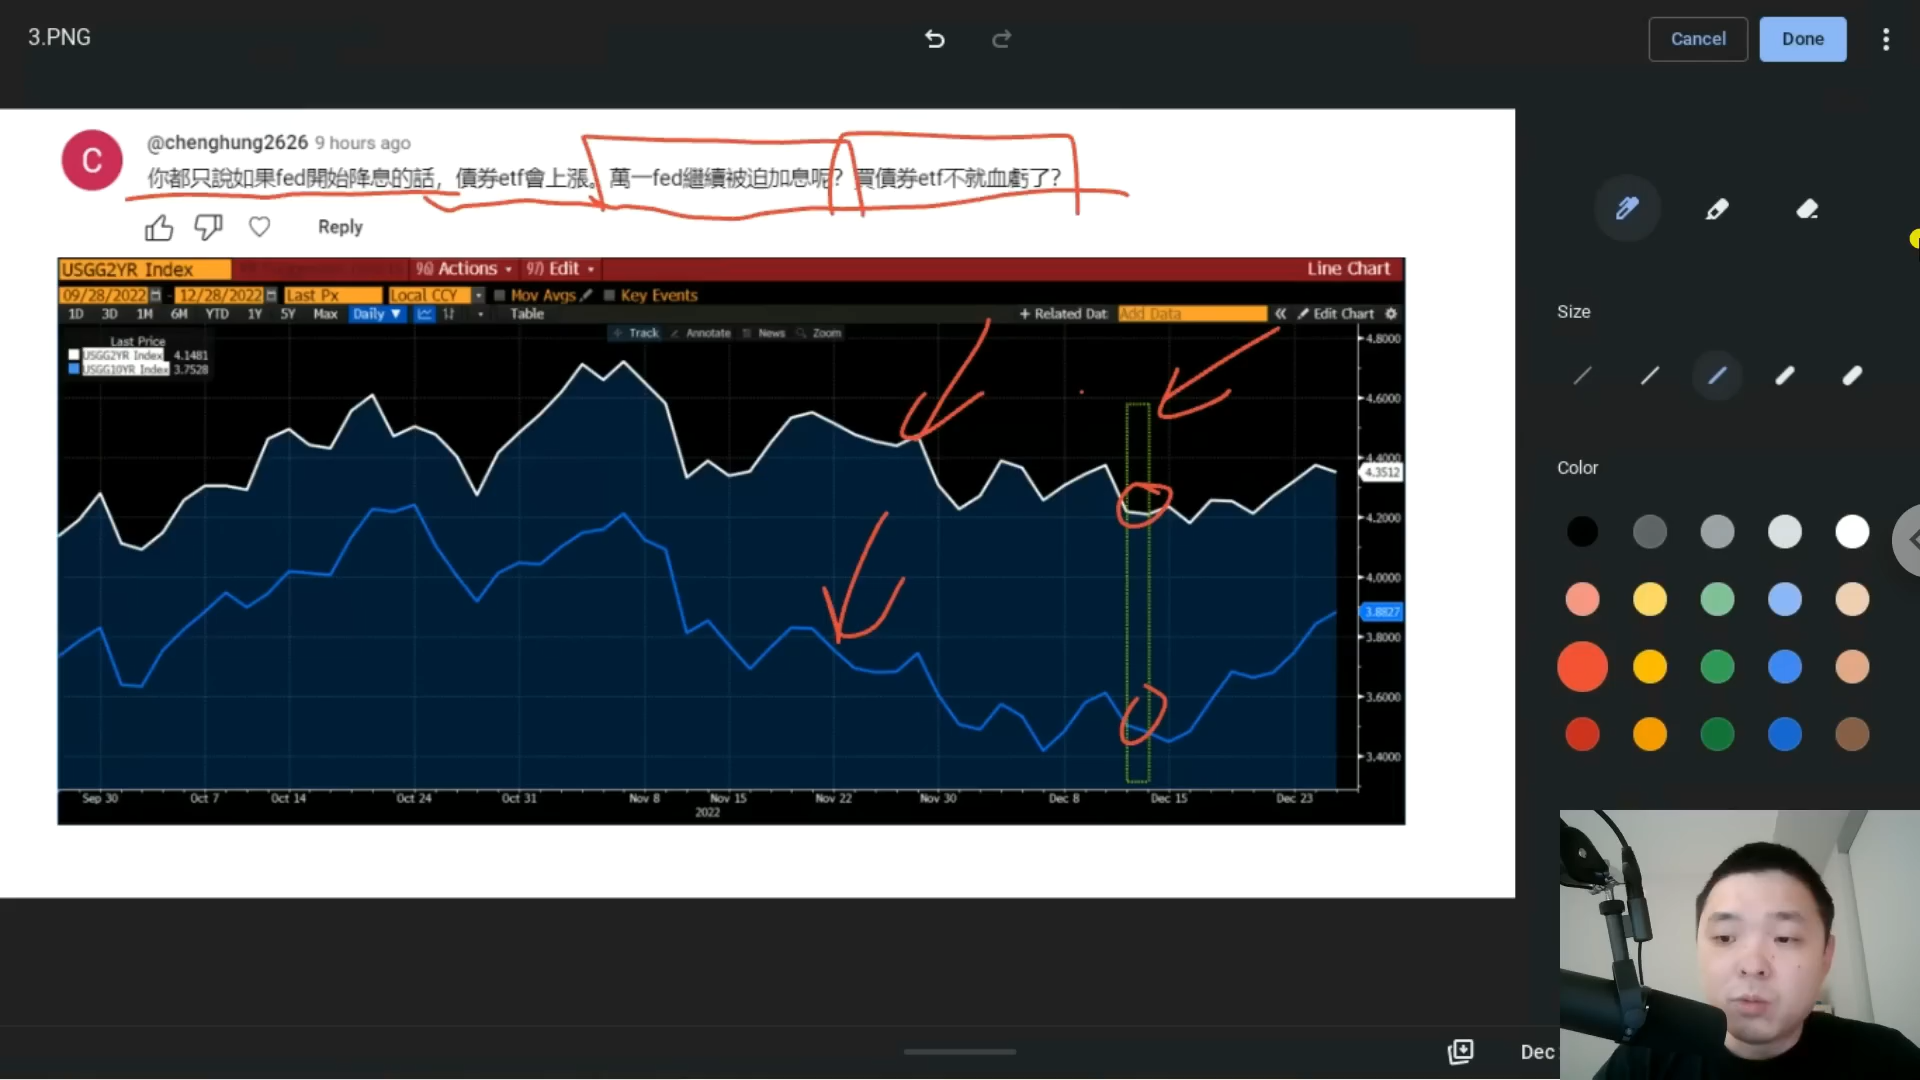 3.PNG
Cancel
Done
@chenghung2626 9 hours ago
你都只說如果fed開始降息的話，債券etf會上漲。萬一fed繼續被迫加息呢？買債券etf不就血虧了？
Reply
USGG2YR Index
96) Actions
97) Edit
Line Chart
09/28/2022 - 12/28/2022 Last Px Local CCY Mov Avgs Key Events
1D 3D 1M 6M YTD 1Y 5Y Max Daily ▼ Table + Related Dat Add Data « Edit Chart
Track Annotate News Zoom
Last Price
USGG2YR Index 4.1481
USGG10YR Index 3.7528
4.8000
4.6000
4.4000
4.3512
4.2000
4.0000
3.8827
3.8000
3.6000
3.4000
Sep 30 Oct 7 Oct 14 Oct 24 Oct 31 Nov 8 Nov 15 Nov 22 Nov 30 Dec 8 Dec 15 Dec 23
2022
Size
Color
Dec